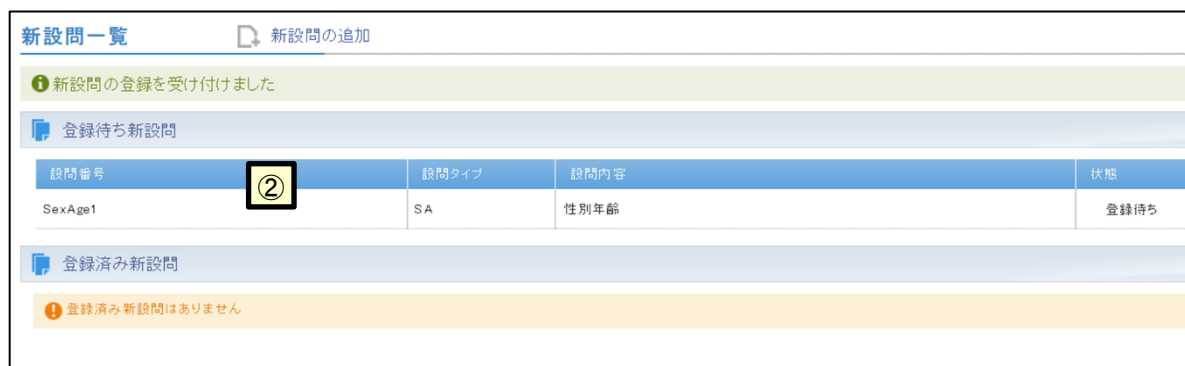 新設問一覧 新設問の追加
新設問の登録を受け付けました
登録待ち新設問
設問番号 設問タイプ 設問内容 状態
②
SexAge1 SA 性別年齢 登録待ち
登録済み新設問
登録済み新設問はありません